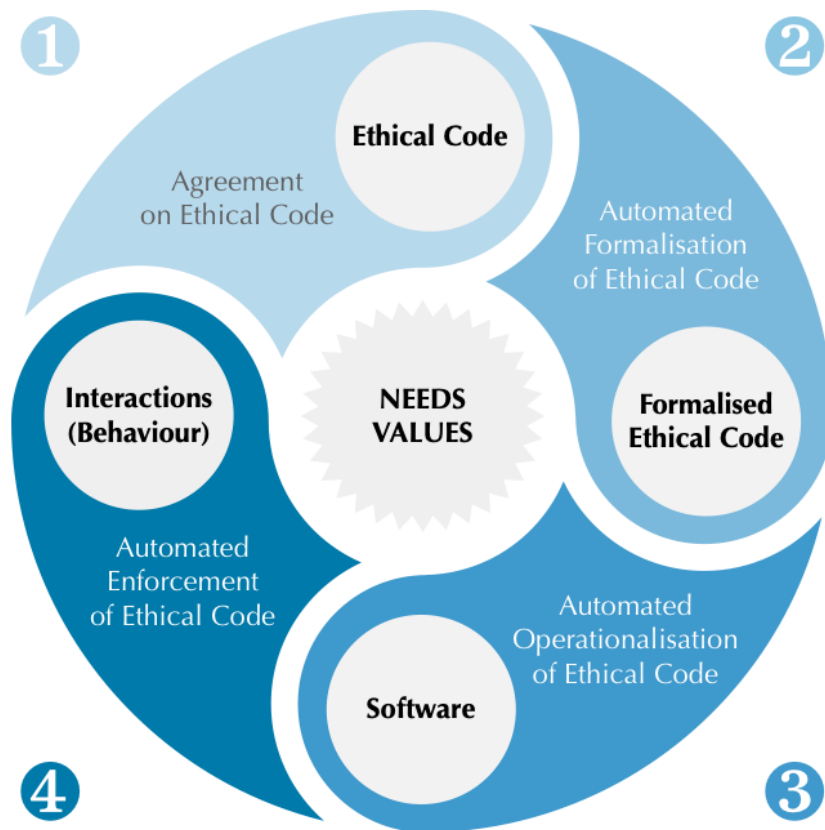 1
2
Ethical Code
Agreement
on Ethical Code
Automated
Formalisation
of Ethical Code
Interactions
(Behaviour)
NEEDS
VALUES
Formalised
Ethical Code
Automated
Enforcement
of Ethical Code
Automated
Operationalisation
of Ethical Code
Software
4
3